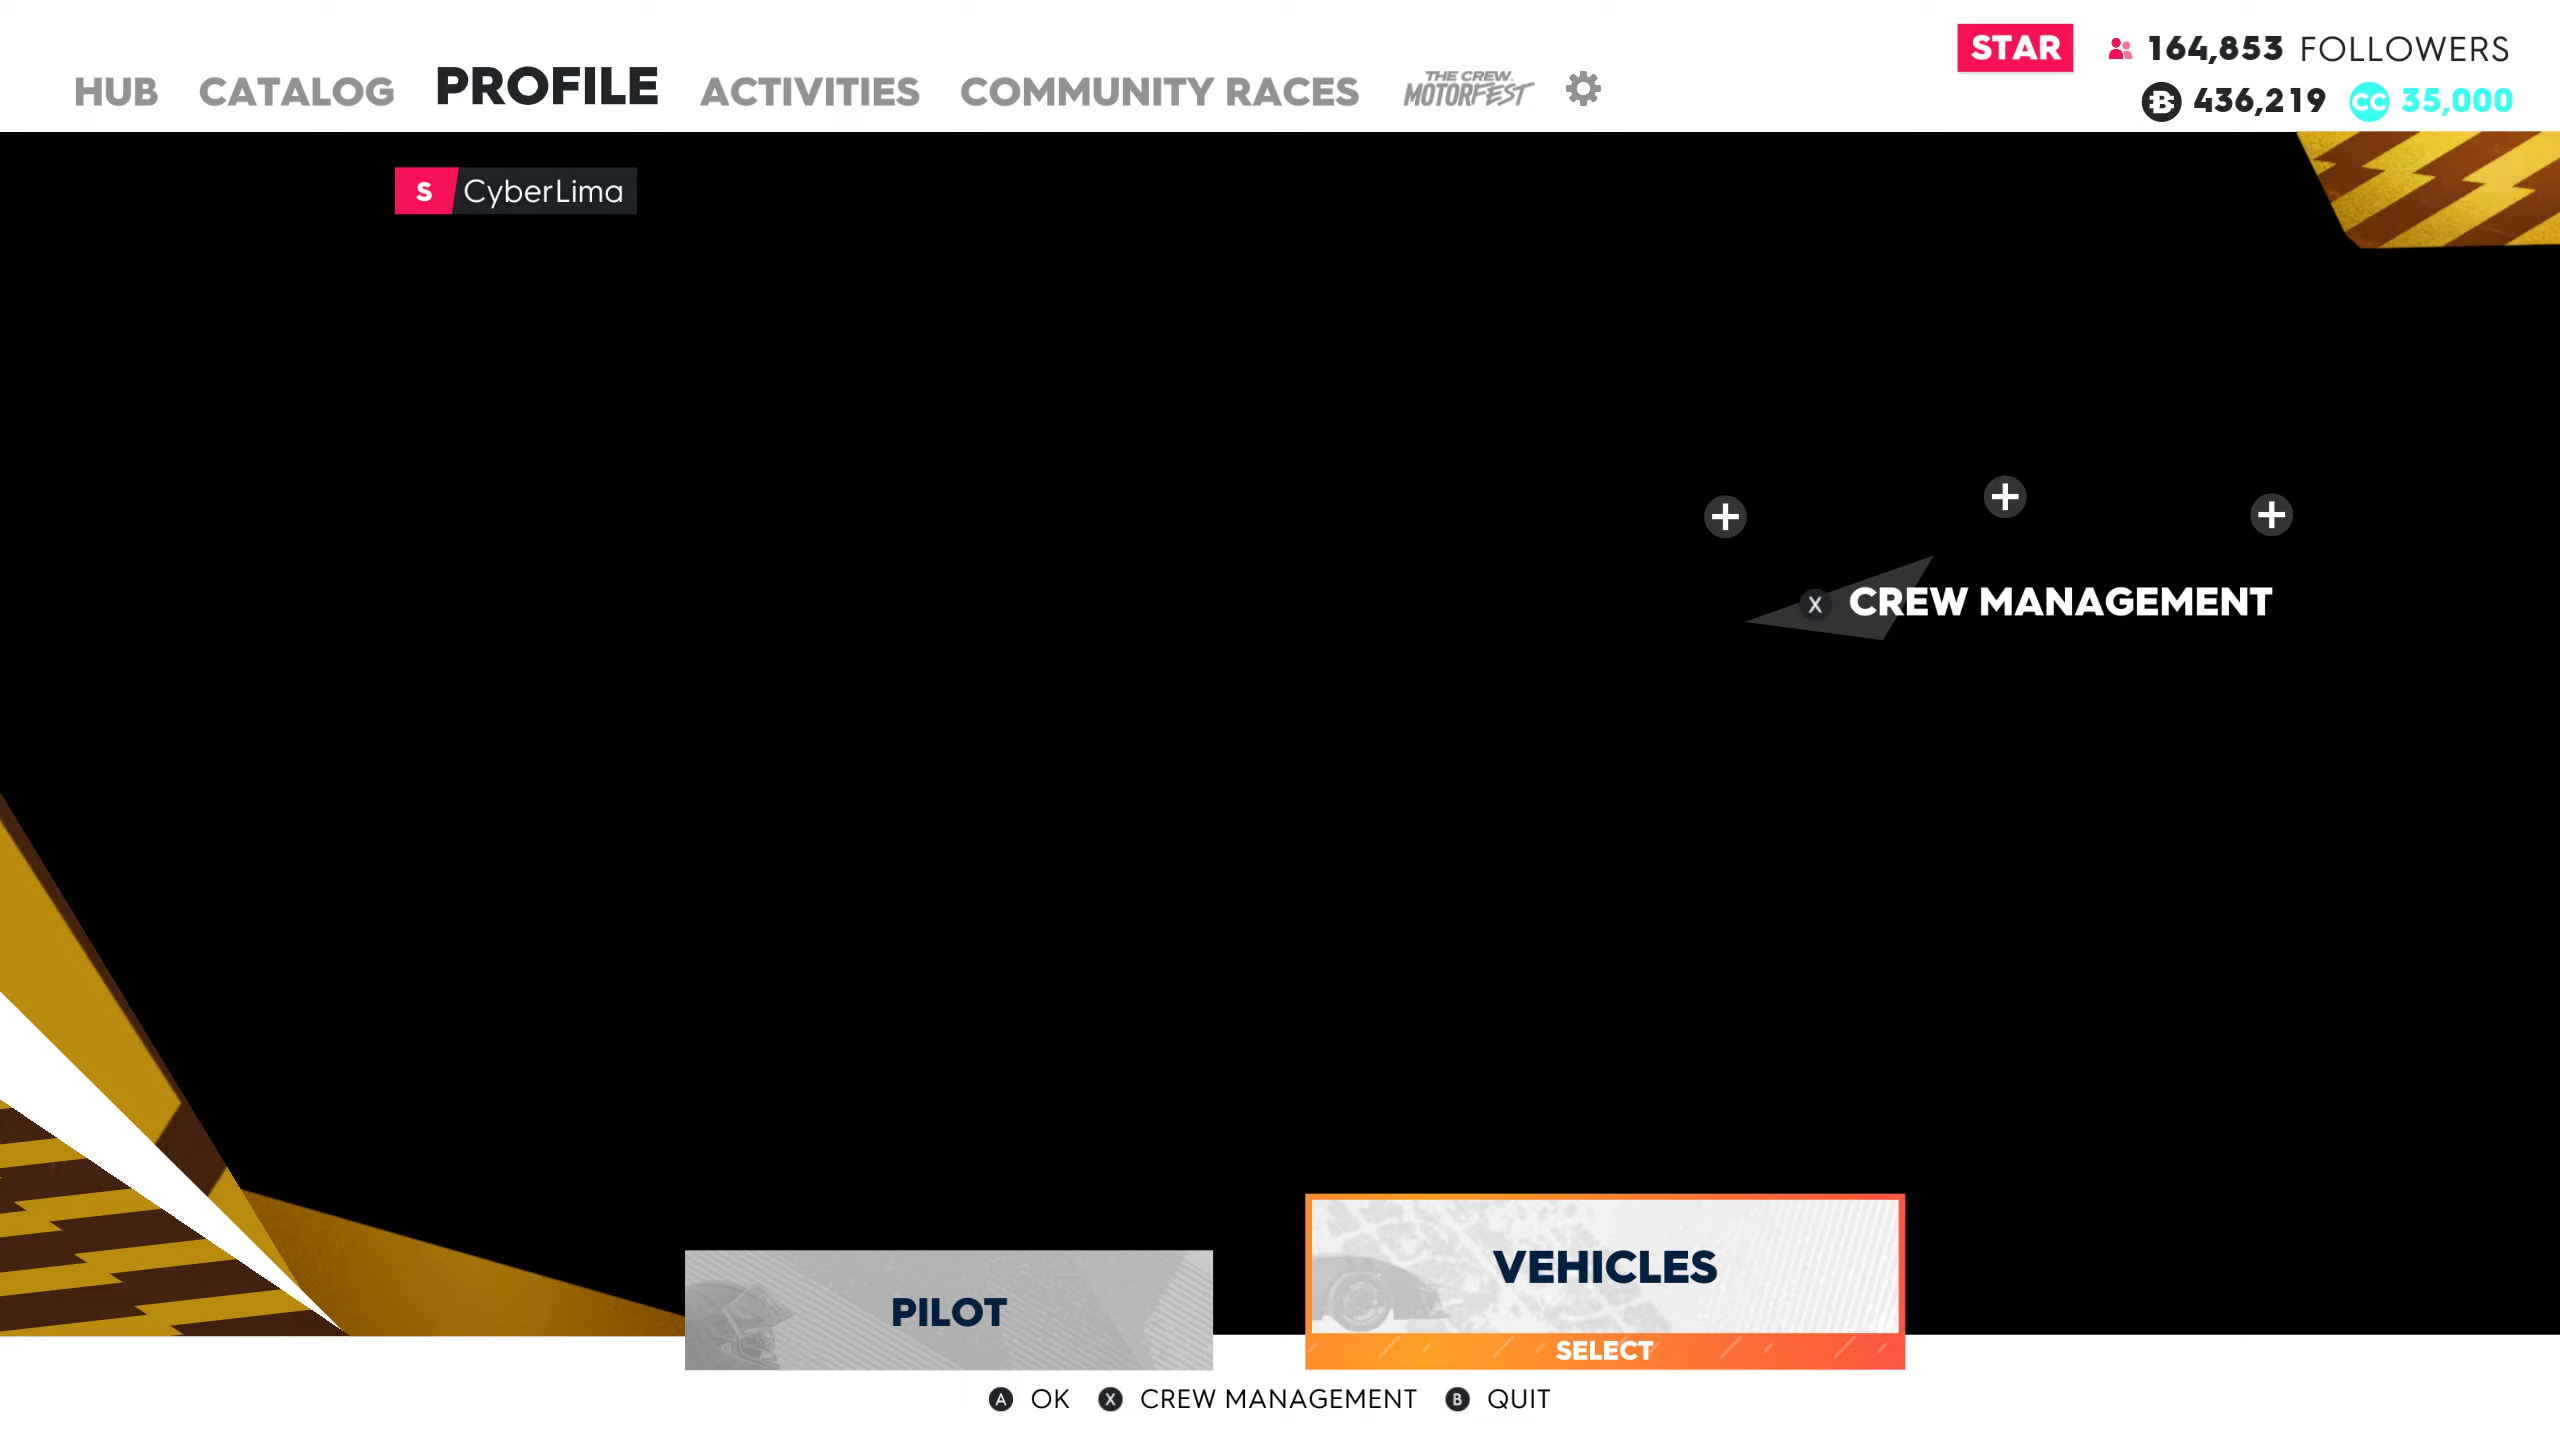 HUB CATALOG PROFILE ACTIVITIES COMMUNITY RACES THE CREW MOTORFEST
STAR 164,853 FOLLOWERS
436,219 CC 35,000
S CyberLima
X CREW MANAGEMENT
PILOT
VEHICLES
SELECT
A OK X CREW MANAGEMENT B QUIT